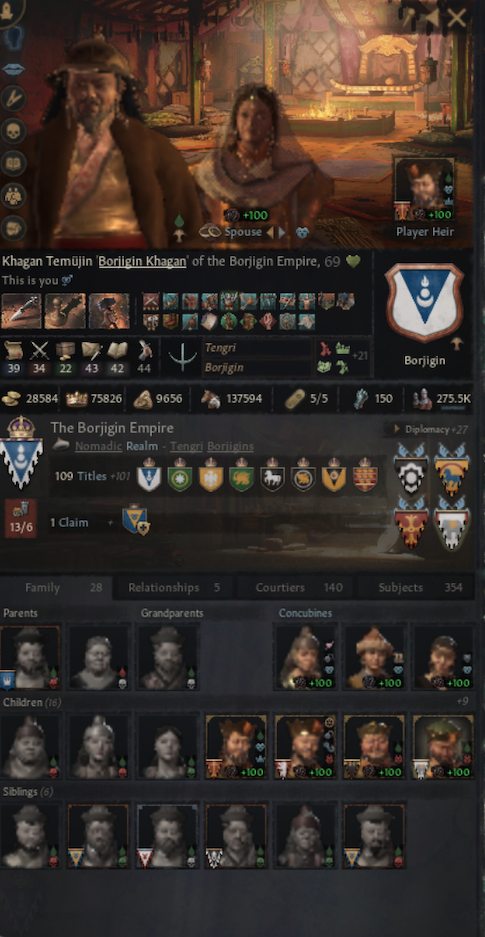 +100
Spouse
+100
Player Heir
Khagan Temüjin 'Borjigin Khagan' of the Borjigin Empire, 69
This is you
Borjigin
39 34 22 43 42 44
Tengri
Borjigin
+21
28584 75826 9656 137594 5/5 150 275.5K
The Borjigin Empire
Nomadic Realm - Tengri Borjigins
Diplomacy +27
109 Titles +101
13/6
1 Claim +
Family 28 Relationships 5 Courtiers 140 Subjects 354
Parents Grandparents Concubines
+100 +100 +100
Children (16) +9
+100 +100 +100 +100
Siblings (6)